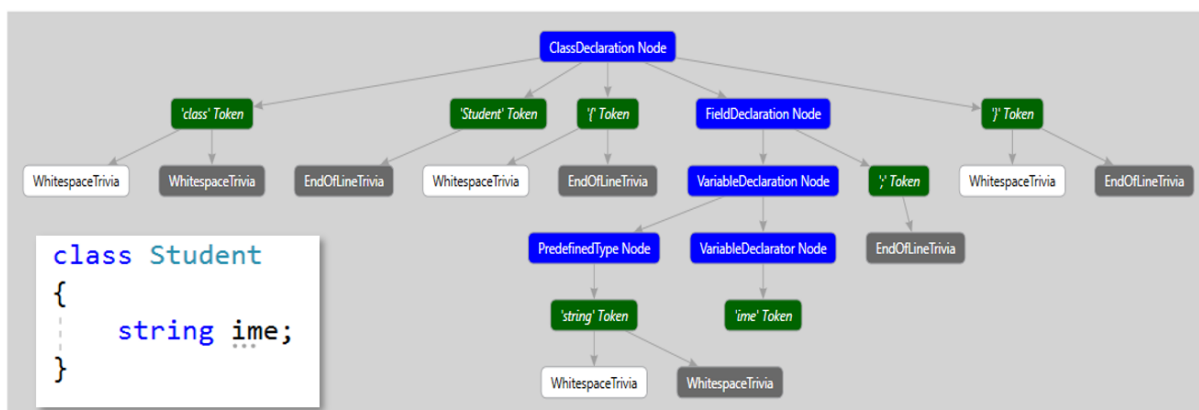 ClassDeclaration Node
'class' Token
'Student' Token
'{' Token
FieldDeclaration Node
'}' Token
WhitespaceTrivia
WhitespaceTrivia
EndOfLineTrivia
WhitespaceTrivia
EndOfLineTrivia
VariableDeclaration Node
';' Token
WhitespaceTrivia
EndOfLineTrivia
PredefinedType Node
VariableDeclarator Node
EndOfLineTrivia
'string' Token
'ime' Token
WhitespaceTrivia
WhitespaceTrivia
class Student
{
string ime;
}